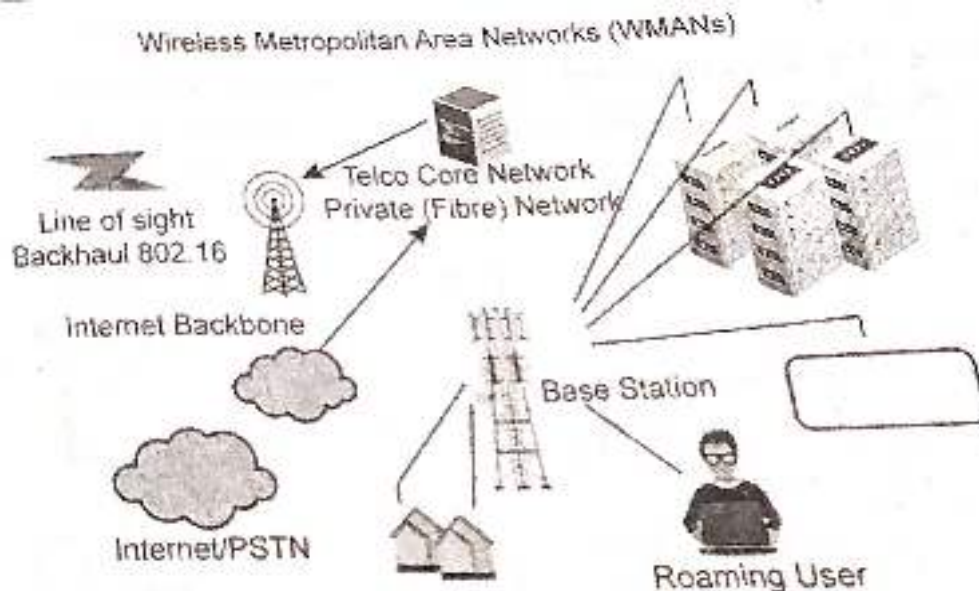 Wireless Metropolitan Area Networks (WMANs)
Telco Core Network
Private (Fibre) Network
Line of sight
Backhaul 802.16
Internet Backbone
Base Station
Internet/PSTN
Roaming User